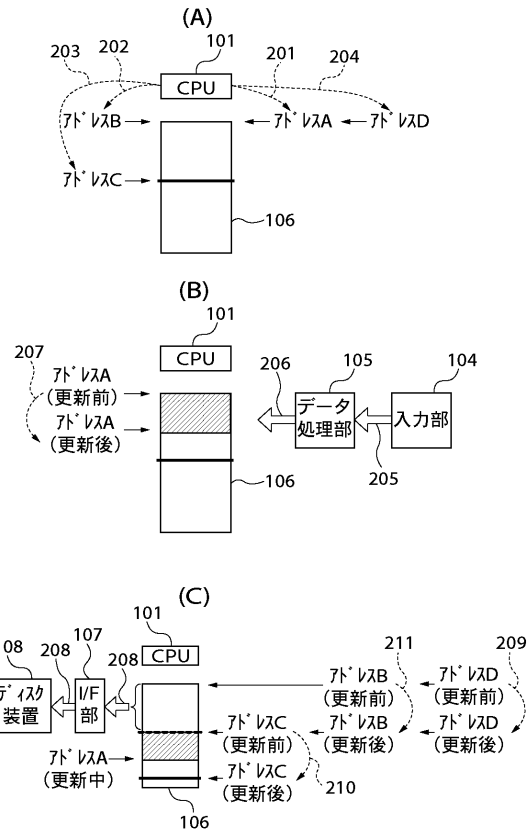 (A)
203
202
101
201
204
CPU
ｱﾄﾞﾚｽB
ｱﾄﾞﾚｽA
ｱﾄﾞﾚｽD
ｱﾄﾞﾚｽC
106
(B)
101
207
CPU
ｱﾄﾞﾚｽA
(更新前)
ｱﾄﾞﾚｽA
(更新後)
206
105
104
データ
処理部
入力部
205
106
(C)
101
CPU
08
208
107
208
211
209
ﾃﾞｨｽｸ
装置
I/F
部
ｱﾄﾞﾚｽB
(更新前)
ｱﾄﾞﾚｽD
(更新前)
ｱﾄﾞﾚｽC
(更新前)
ｱﾄﾞﾚｽB
(更新後)
ｱﾄﾞﾚｽD
(更新後)
ｱﾄﾞﾚｽA
(更新中)
ｱﾄﾞﾚｽC
(更新後)
210
106